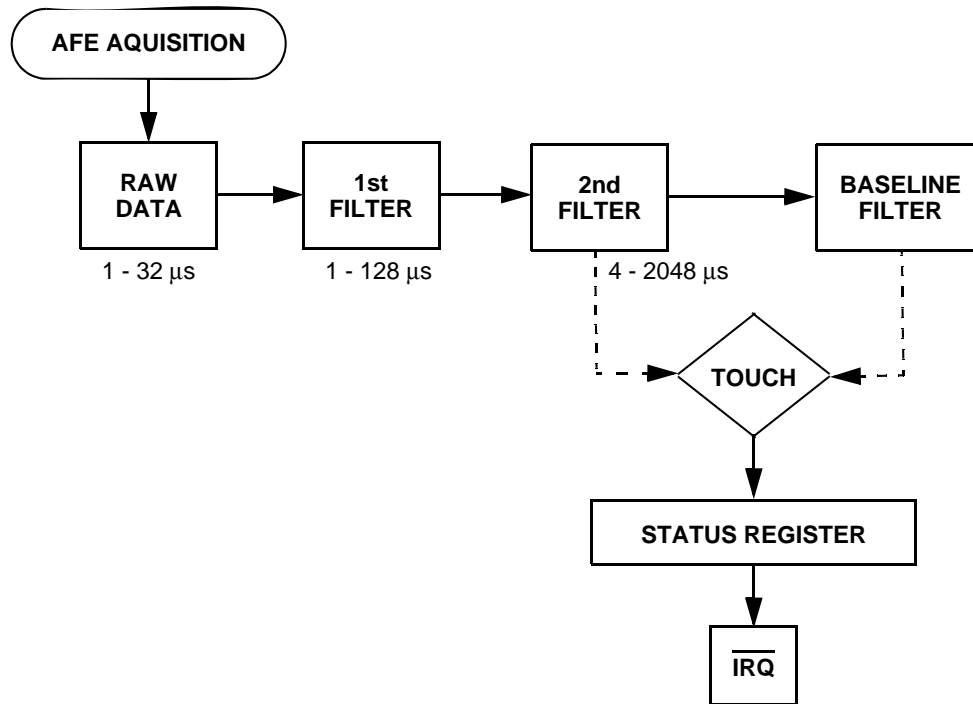 AFE AQUISITION
RAW
DATA
1st
FILTER
2nd
FILTER
BASELINE
FILTER
1 - 32 μs
1 - 128 μs
4 - 2048 μs
TOUCH
STATUS REGISTER
IRQ